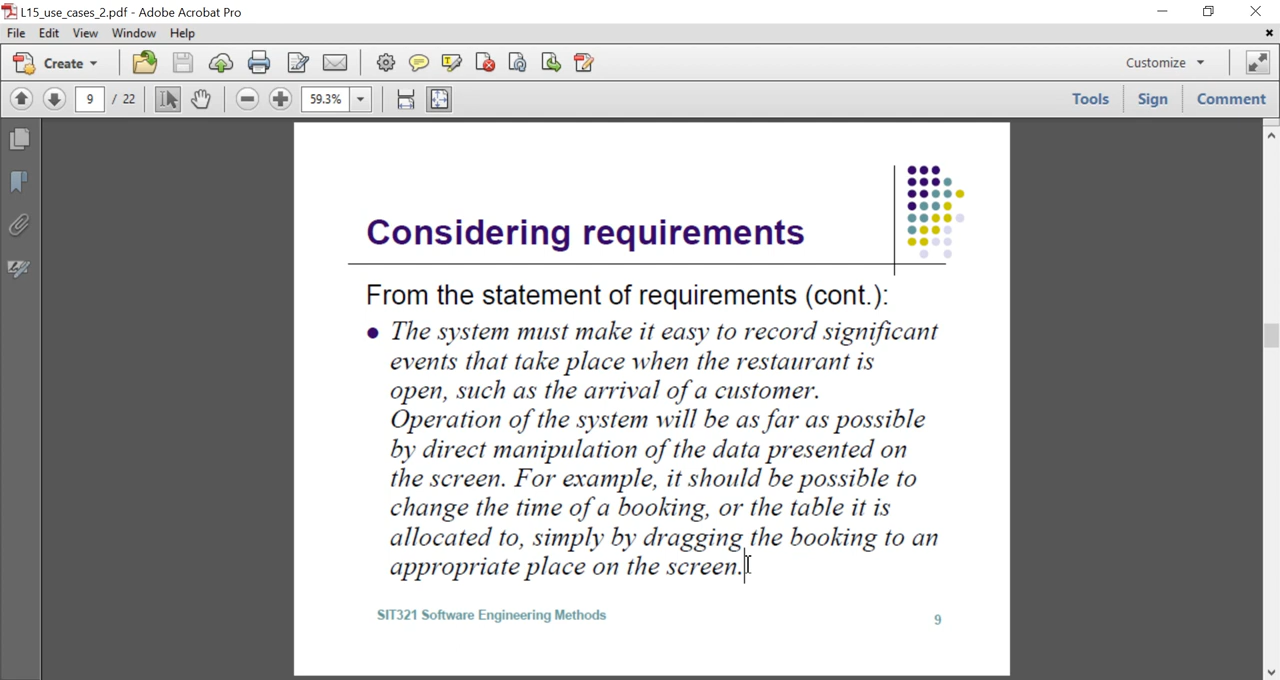 L15_use_cases_2.pdf - Adobe Acrobat Pro
File Edit View Window Help
Create Customize
9 / 22 59.3% Tools Sign Comment
Considering requirements
From the statement of requirements (cont.):
The system must make it easy to record significant
events that take place when the restaurant is
open, such as the arrival of a customer.
Operation of the system will be as far as possible
by direct manipulation of the data presented on
the screen. For example, it should be possible to
change the time of a booking, or the table it is
allocated to, simply by dragging the booking to an
appropriate place on the screen.
SIT321 Software Engineering Methods 9